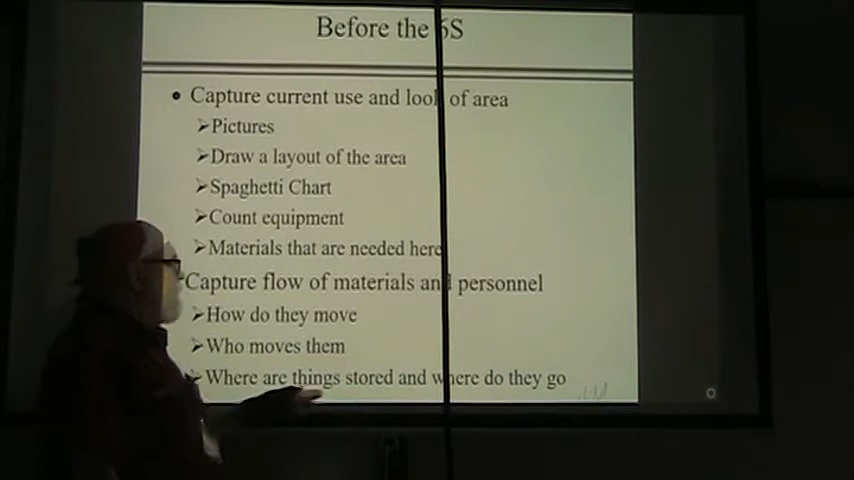 Before the 6S
• Capture current use and look of area
➢Pictures
➢Draw a layout of the area
➢Spaghetti Chart
➢Count equipment
➢Materials that are needed here
Capture flow of materials and personnel
➢How do they move
➢Who moves them
➢Where are things stored and where do they go